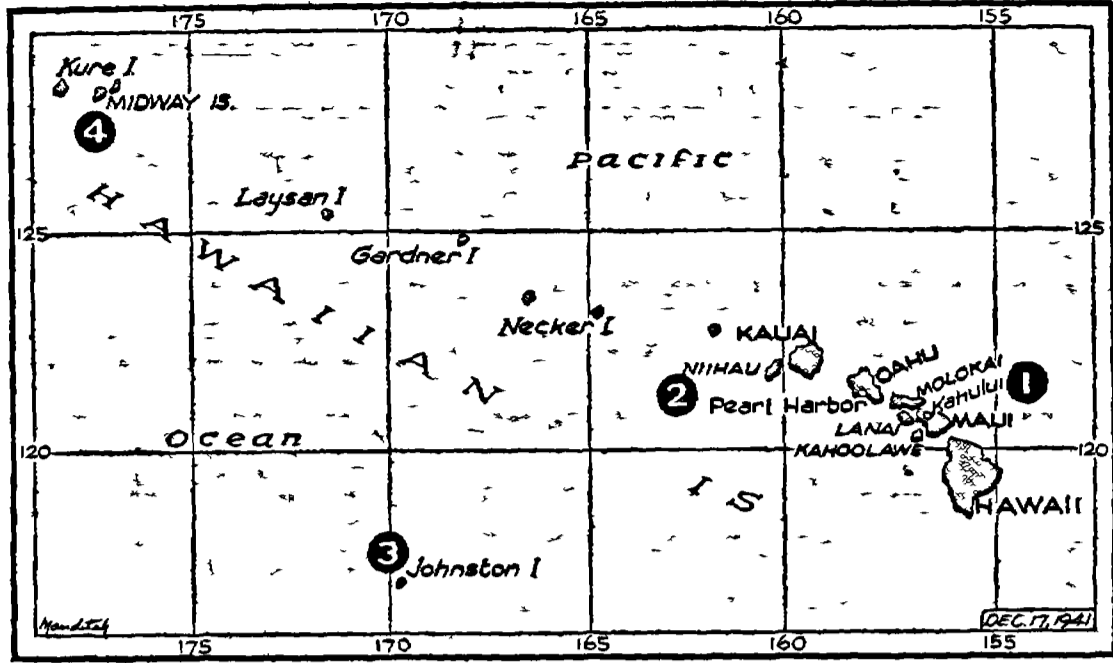 175 170 165 160 155
Kure I.
MIDWAY IS.
4
Pacific
HAWAIIAN
Laysan I
125 125
Gardner I
Necker I
KAUAI
NIIHAU
OAHU
MOLOKAI
1
2
Pearl Harbor
Kahului
LANAI
MAUI
Ocean
KAHOOLAWE
120 120
IS
HAWAII
3
Johnston I
DEC. 17, 1941
175 170 165 160 155